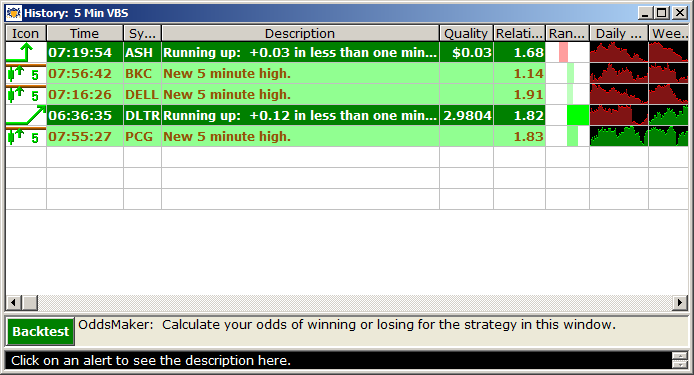 History: 5 Min VBS
Icon Time Sy... Description Quality Relati... Ran... Daily ... Wee...
07:19:54 ASH Running up: +0.03 in less than one min... $0.03 1.68
5 07:56:42 BKC New 5 minute high. 1.14
5 07:16:26 DELL New 5 minute high. 1.91
06:36:35 DLTR Running up: +0.12 in less than one min... 2.9804 1.82
5 07:55:27 PCG New 5 minute high. 1.83
Backtest OddsMaker: Calculate your odds of winning or losing for the strategy in this window.
Click on an alert to see the description here.